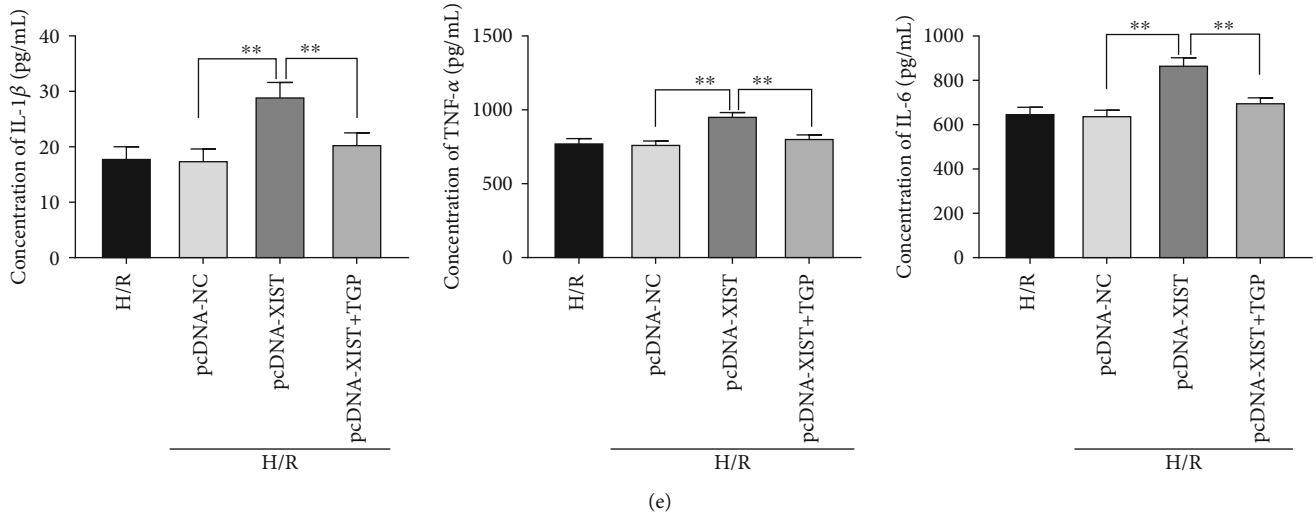 Concentration of IL-1β (pg/mL)
40
30
20
10
0
** **
H/R
pcDNA-NC
pcDNA-XIST
pcDNA-XIST+TGP
H/R
Concentration of TNF-α (pg/mL)
1500
1000
500
0
** **
H/R
pcDNA-NC
pcDNA-XIST
pcDNA-XIST+TGP
H/R
Concentration of IL-6 (pg/mL)
1000
800
600
400
200
0
** **
H/R
pcDNA-NC
pcDNA-XIST
pcDNA-XIST+TGP
H/R
(e)